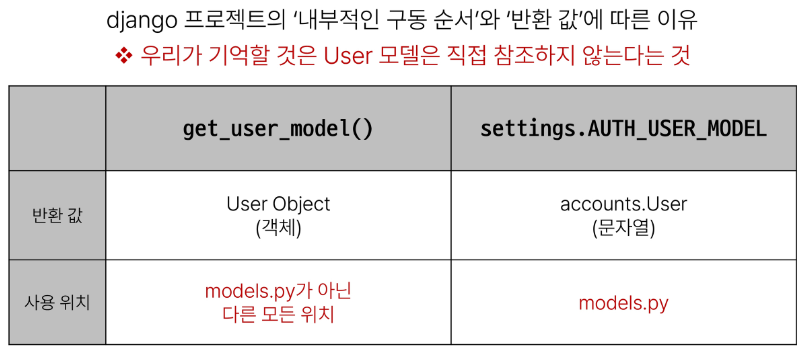 django 프로젝트의 ‘내부적인 구동 순서’와 ‘반환 값’에 따른 이유
❖ 우리가 기억할 것은 User 모델은 직접 참조하지 않는다는 것
get_user_model()
settings.AUTH_USER_MODEL
반환 값
User Object
(객체)
accounts.User
(문자열)
사용 위치
models.py가 아닌
다른 모든 위치
models.py